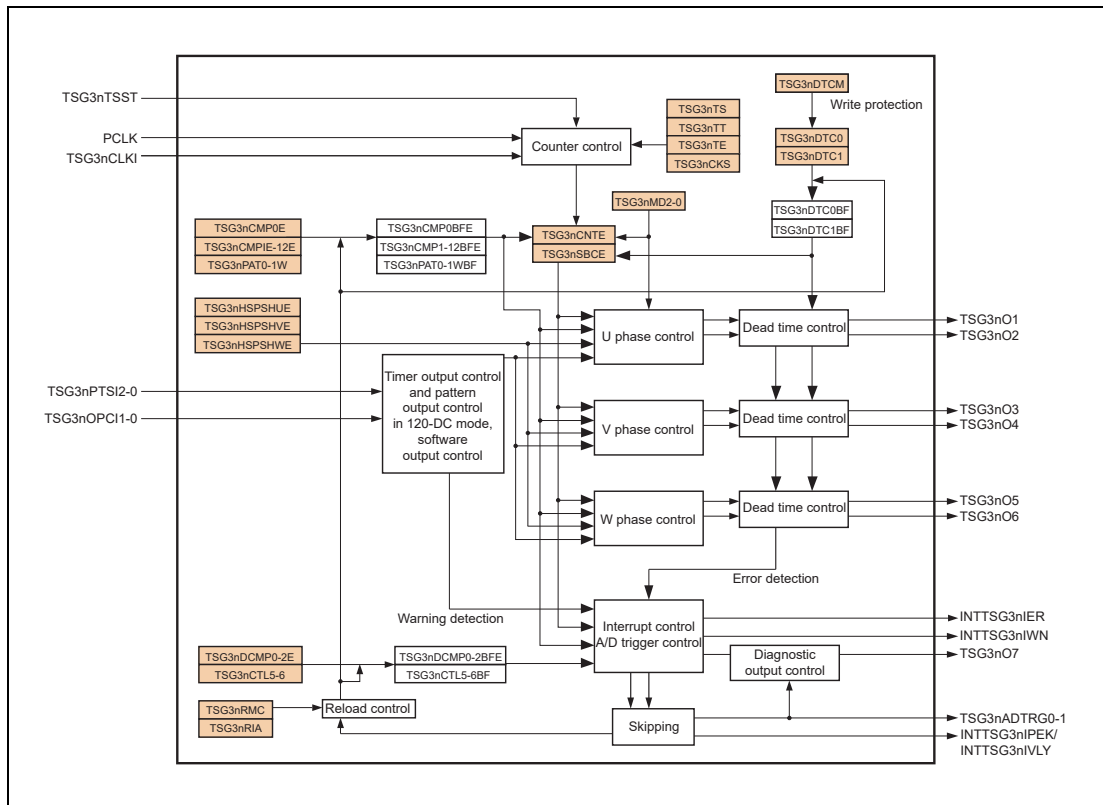 TSG3nTSST
PCLK
TSG3nCLKI
Counter control
TSG3nTS
TSG3nTT
TSG3nTE
TSG3nCKS
TSG3nDTCM
Write protection
TSG3nDTC0
TSG3nDTC1
TSG3nDTC0BF
TSG3nDTC1BF
TSG3nMD2-0
TSG3nCMP0E
TSG3nCMPIE-12E
TSG3nPAT0-1W
TSG3nCMP0BFE
TSG3nCMP1-12BFE
TSG3nPAT0-1WBF
TSG3nCNTE
TSG3nSBCE
TSG3nHSPSHUE
TSG3nHSPSHVE
TSG3nHSPSHWE
U phase control
Dead time control
TSG3nO1
TSG3nO2
TSG3nPTSI2-0
TSG3nOPCI1-0
Timer output control
and pattern
output control
in 120-DC mode,
software
output control
V phase control
Dead time control
TSG3nO3
TSG3nO4
W phase control
Dead time control
TSG3nO5
TSG3nO6
Error detection
Warning detection
Interrupt control
A/D trigger control
INTTSG3nIER
INTTSG3nIWN
TSG3nO7
Diagnostic
output control
TSG3nDCMP0-2E
TSG3nCTL5-6
TSG3nDCMP0-2BFE
TSG3nCTL5-6BF
TSG3nRMC
TSG3nRIA
Reload control
Skipping
TSG3nADTRG0-1
INTTSG3nIPEK/
INTTSG3nIVLY